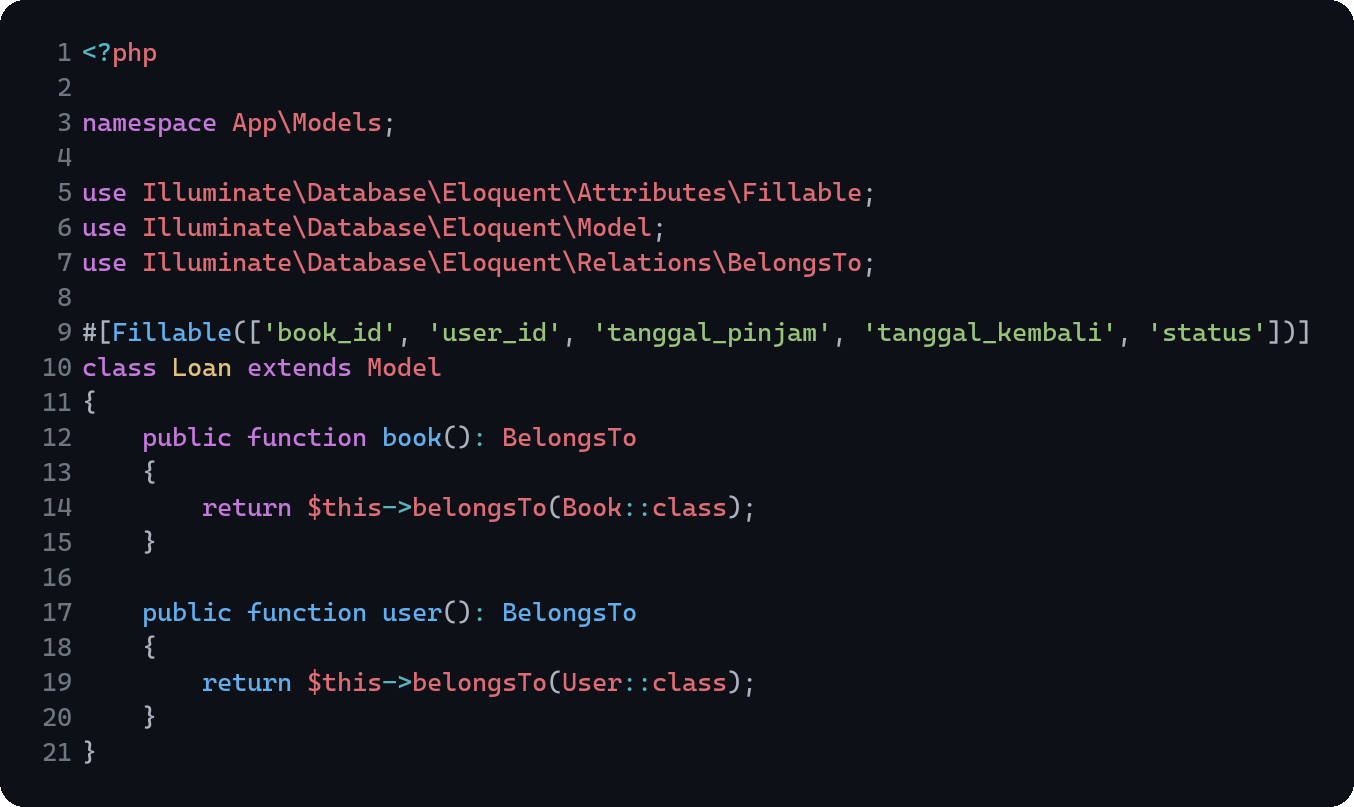 1 <?php
2
3 namespace App\Models;
4
5 use Illuminate\Database\Eloquent\Attributes\Fillable;
6 use Illuminate\Database\Eloquent\Model;
7 use Illuminate\Database\Eloquent\Relations\BelongsTo;
8
9 #[Fillable(['book_id', 'user_id', 'tanggal_pinjam', 'tanggal_kembali', 'status'])]
10 class Loan extends Model
11 {
12     public function book(): BelongsTo
13     {
14         return $this->belongsTo(Book::class);
15     }
16
17     public function user(): BelongsTo
18     {
19         return $this->belongsTo(User::class);
20     }
21 }